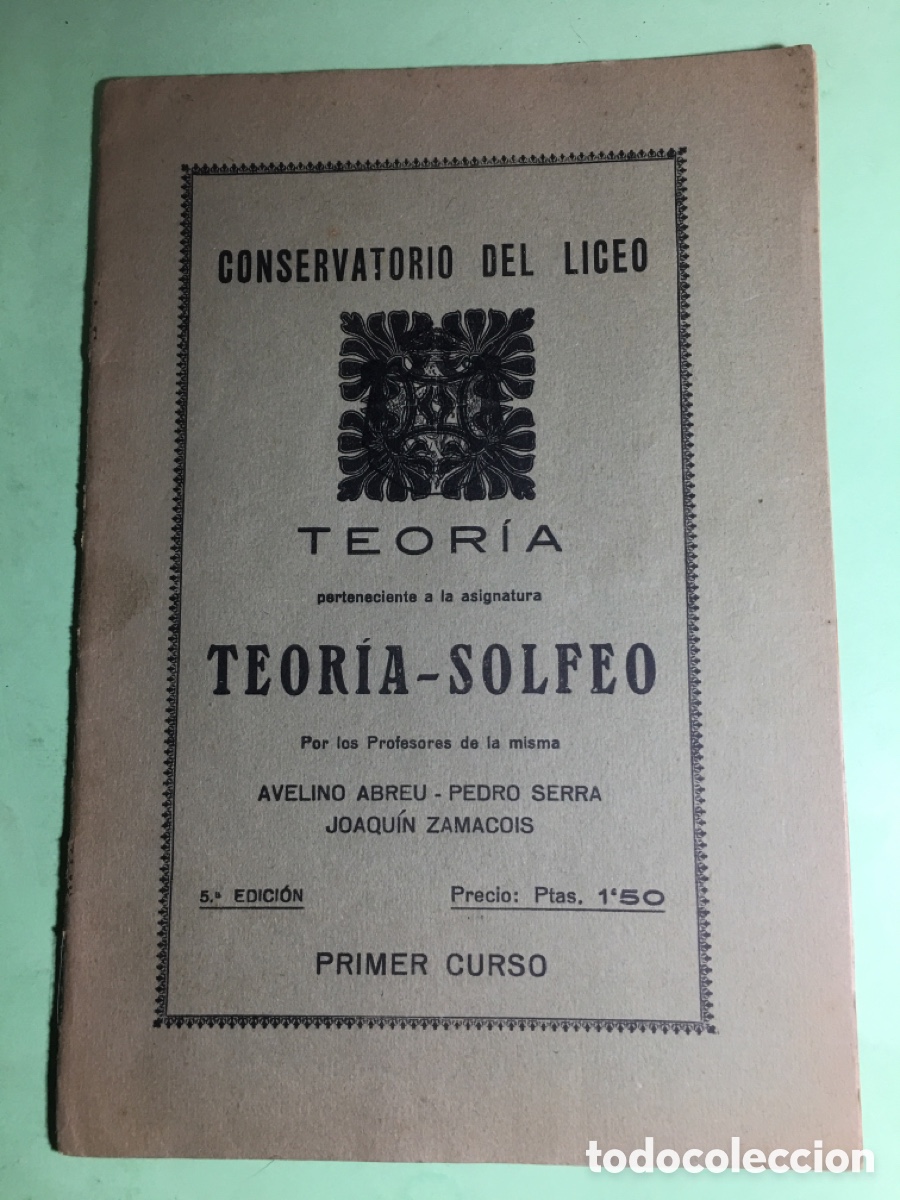 CONSERVATORIO DEL LICEO
TEORÍA
perteneciente a la asignatura
TEORÍA-SOLFEO
Por los Profesores de la misma
AVELINO ABREU - PEDRO SERRA
JOAQUÍN ZAMACOIS
5.ª EDICIÓN Precio: Ptas. 1'50
PRIMER CURSO
todocoleccion